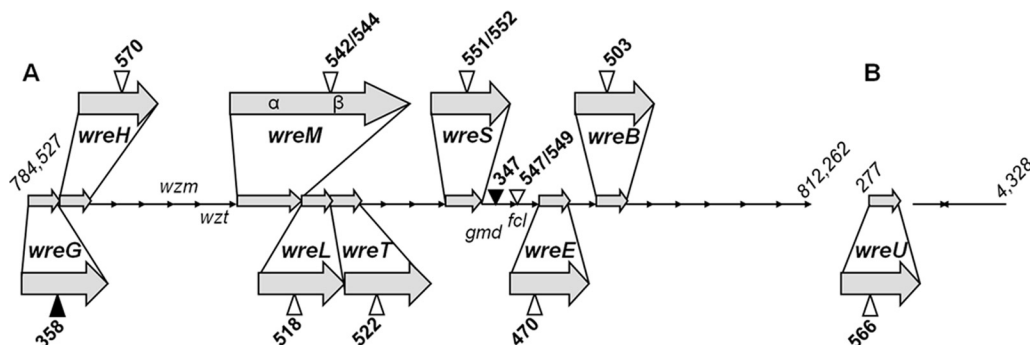 A
570
542/544
551/552
503
B
α
β
wreH
wreM
wreS
wreB
784,527
wzm
wzt
347
547/549
gmd
fcl
812,262
277
4,328
wreG
wreL
wreT
wreE
wreU
358
518
522
470
566